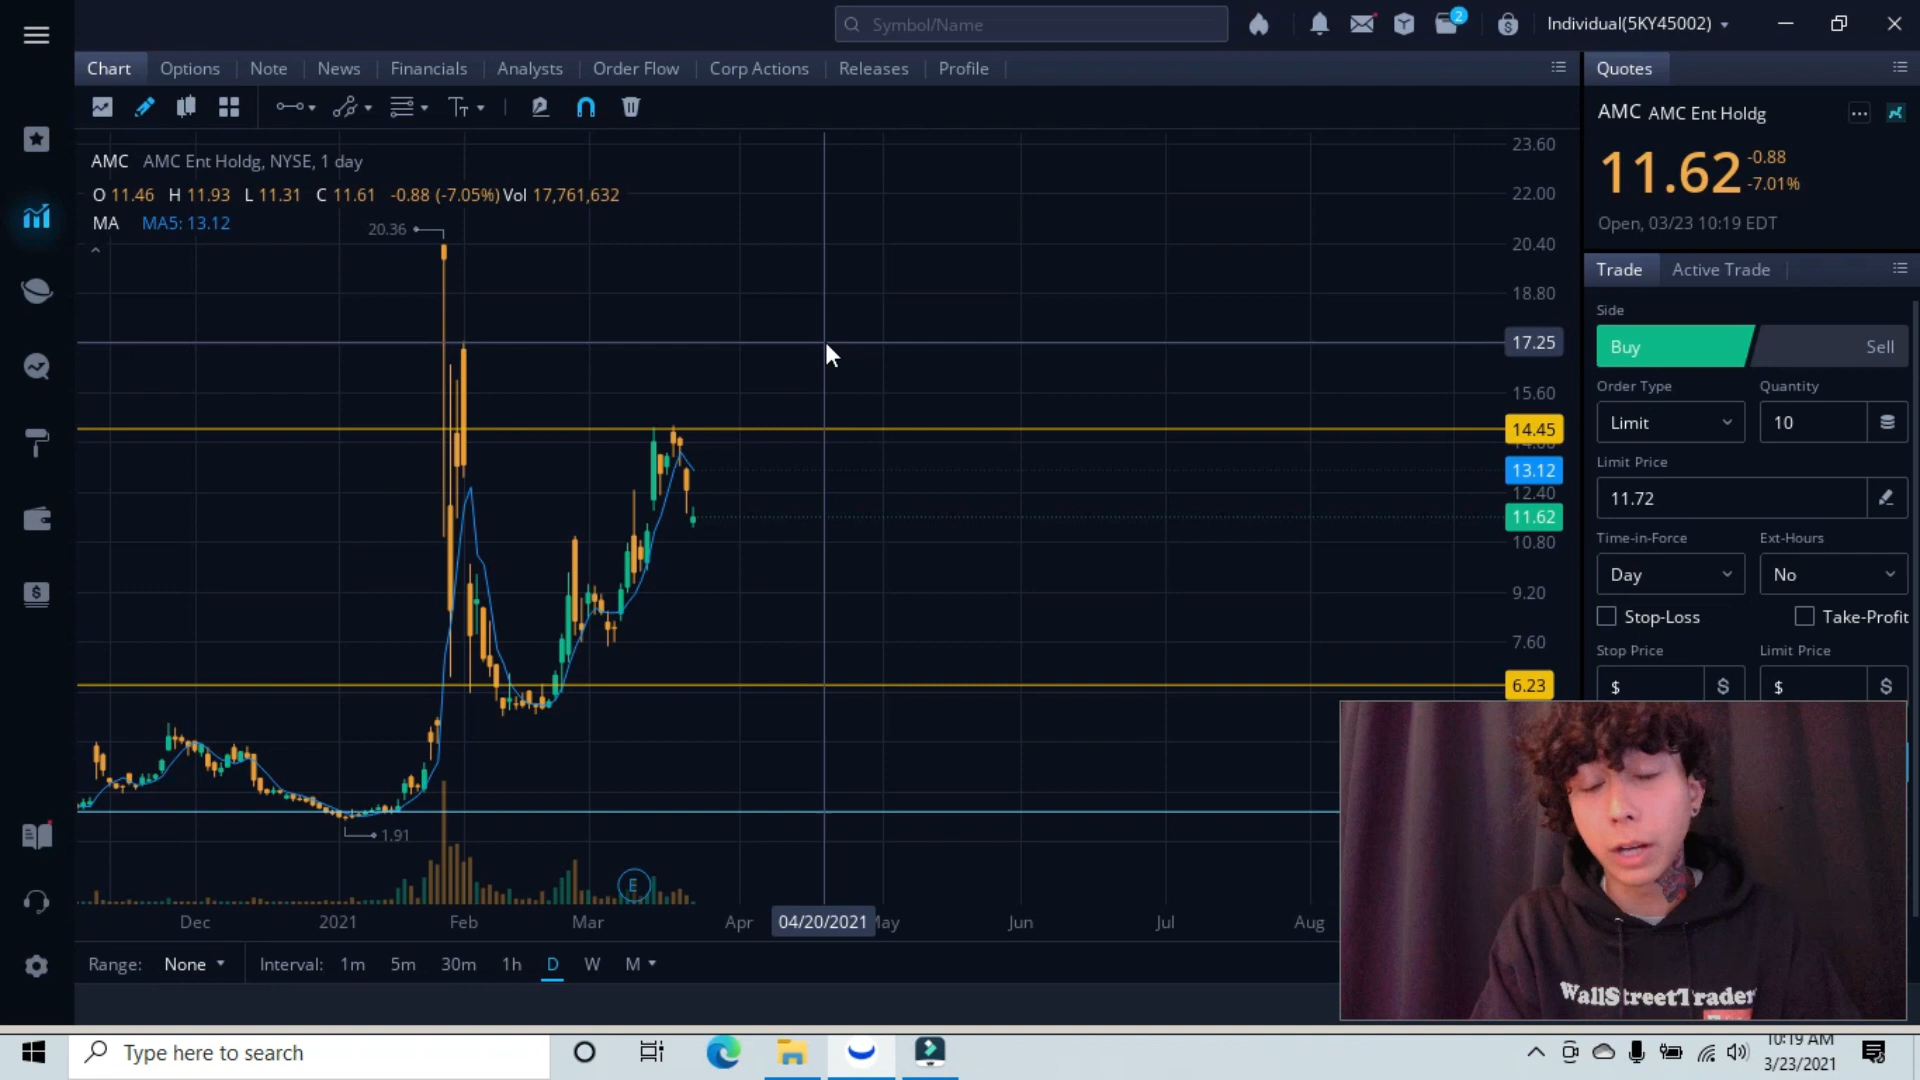 Symbol/Name
2
Individual(5KY45002)
Chart
Options
Note
News
Financials
Analysts
Order Flow
Corp Actions
Releases
Profile
Quotes
AMC AMC Ent Holdg
11.62
-0.88
-7.01%
Open, 03/23 10:19 EDT
AMC AMC Ent Holdg, NYSE, 1 day
O 11.46 H 11.93 L 11.31 C 11.61 -0.88 (-7.05%) Vol 17,761,632
MA MA5: 13.12
20.36
1.91
E
23.60
22.00
20.40
18.80
17.25
15.60
14.45
13.12
12.40
11.62
10.80
9.20
7.60
6.23
Trade
Active Trade
Side
Buy
Sell
Order Type
Quantity
Limit
10
Limit Price
11.72
Time-in-Force
Ext-Hours
Day
No
Stop-Loss
Take-Profit
Stop Price
Limit Price
$ $
$ $
Dec
2021
Feb
Mar
Apr
04/20/2021
Jun
Jul
Aug
Range: None
Interval: 1m 5m 30m 1h D W M
WallStreetTrader
Type here to search
10:19 AM
3/23/2021